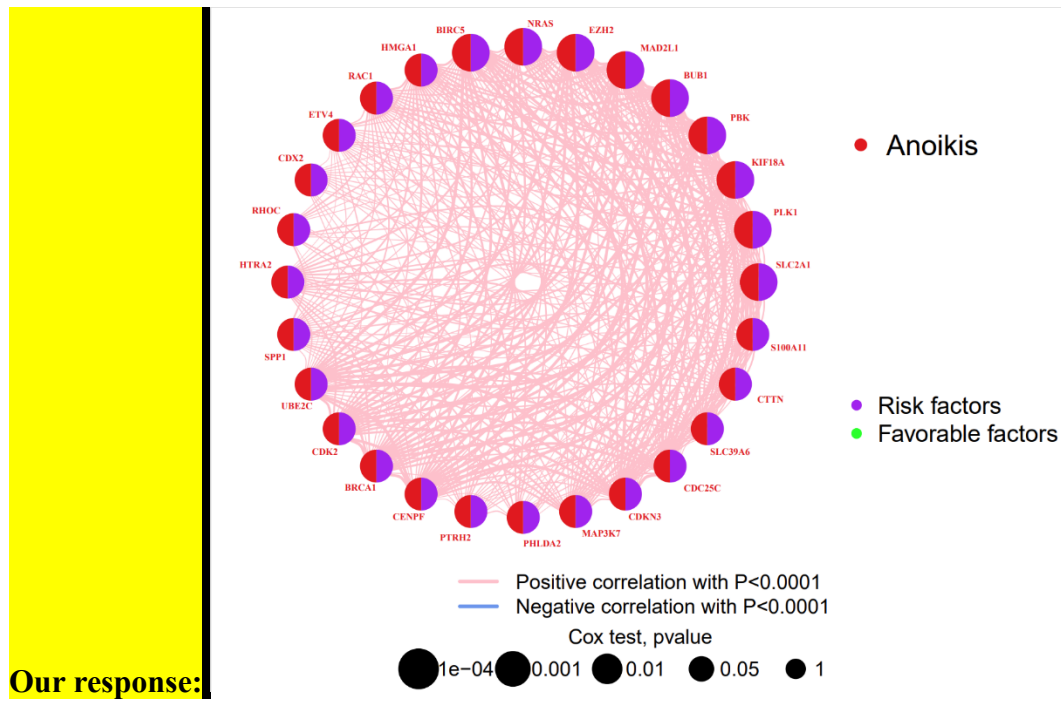 NRAS
BIRC5
EZH2
HMGA1
MAD2L1
RAC1
BUB1
ETV4
PBK
Anoikis
CDX2
KIF18A
RHOC
PLK1
HTRA2
SLC2A1
SPP1
S100A11
UBE2C
CTTN
Risk factors
Favorable factors
CDK2
SLC39A6
BRCA1
CDC25C
CENPF
CDKN3
PTRH2
PHLDA2
MAP3K7
Positive correlation with P<0.0001
Negative correlation with P<0.0001
Cox test, pvalue
1e−04 0.001 0.01 0.05 1
Our response: